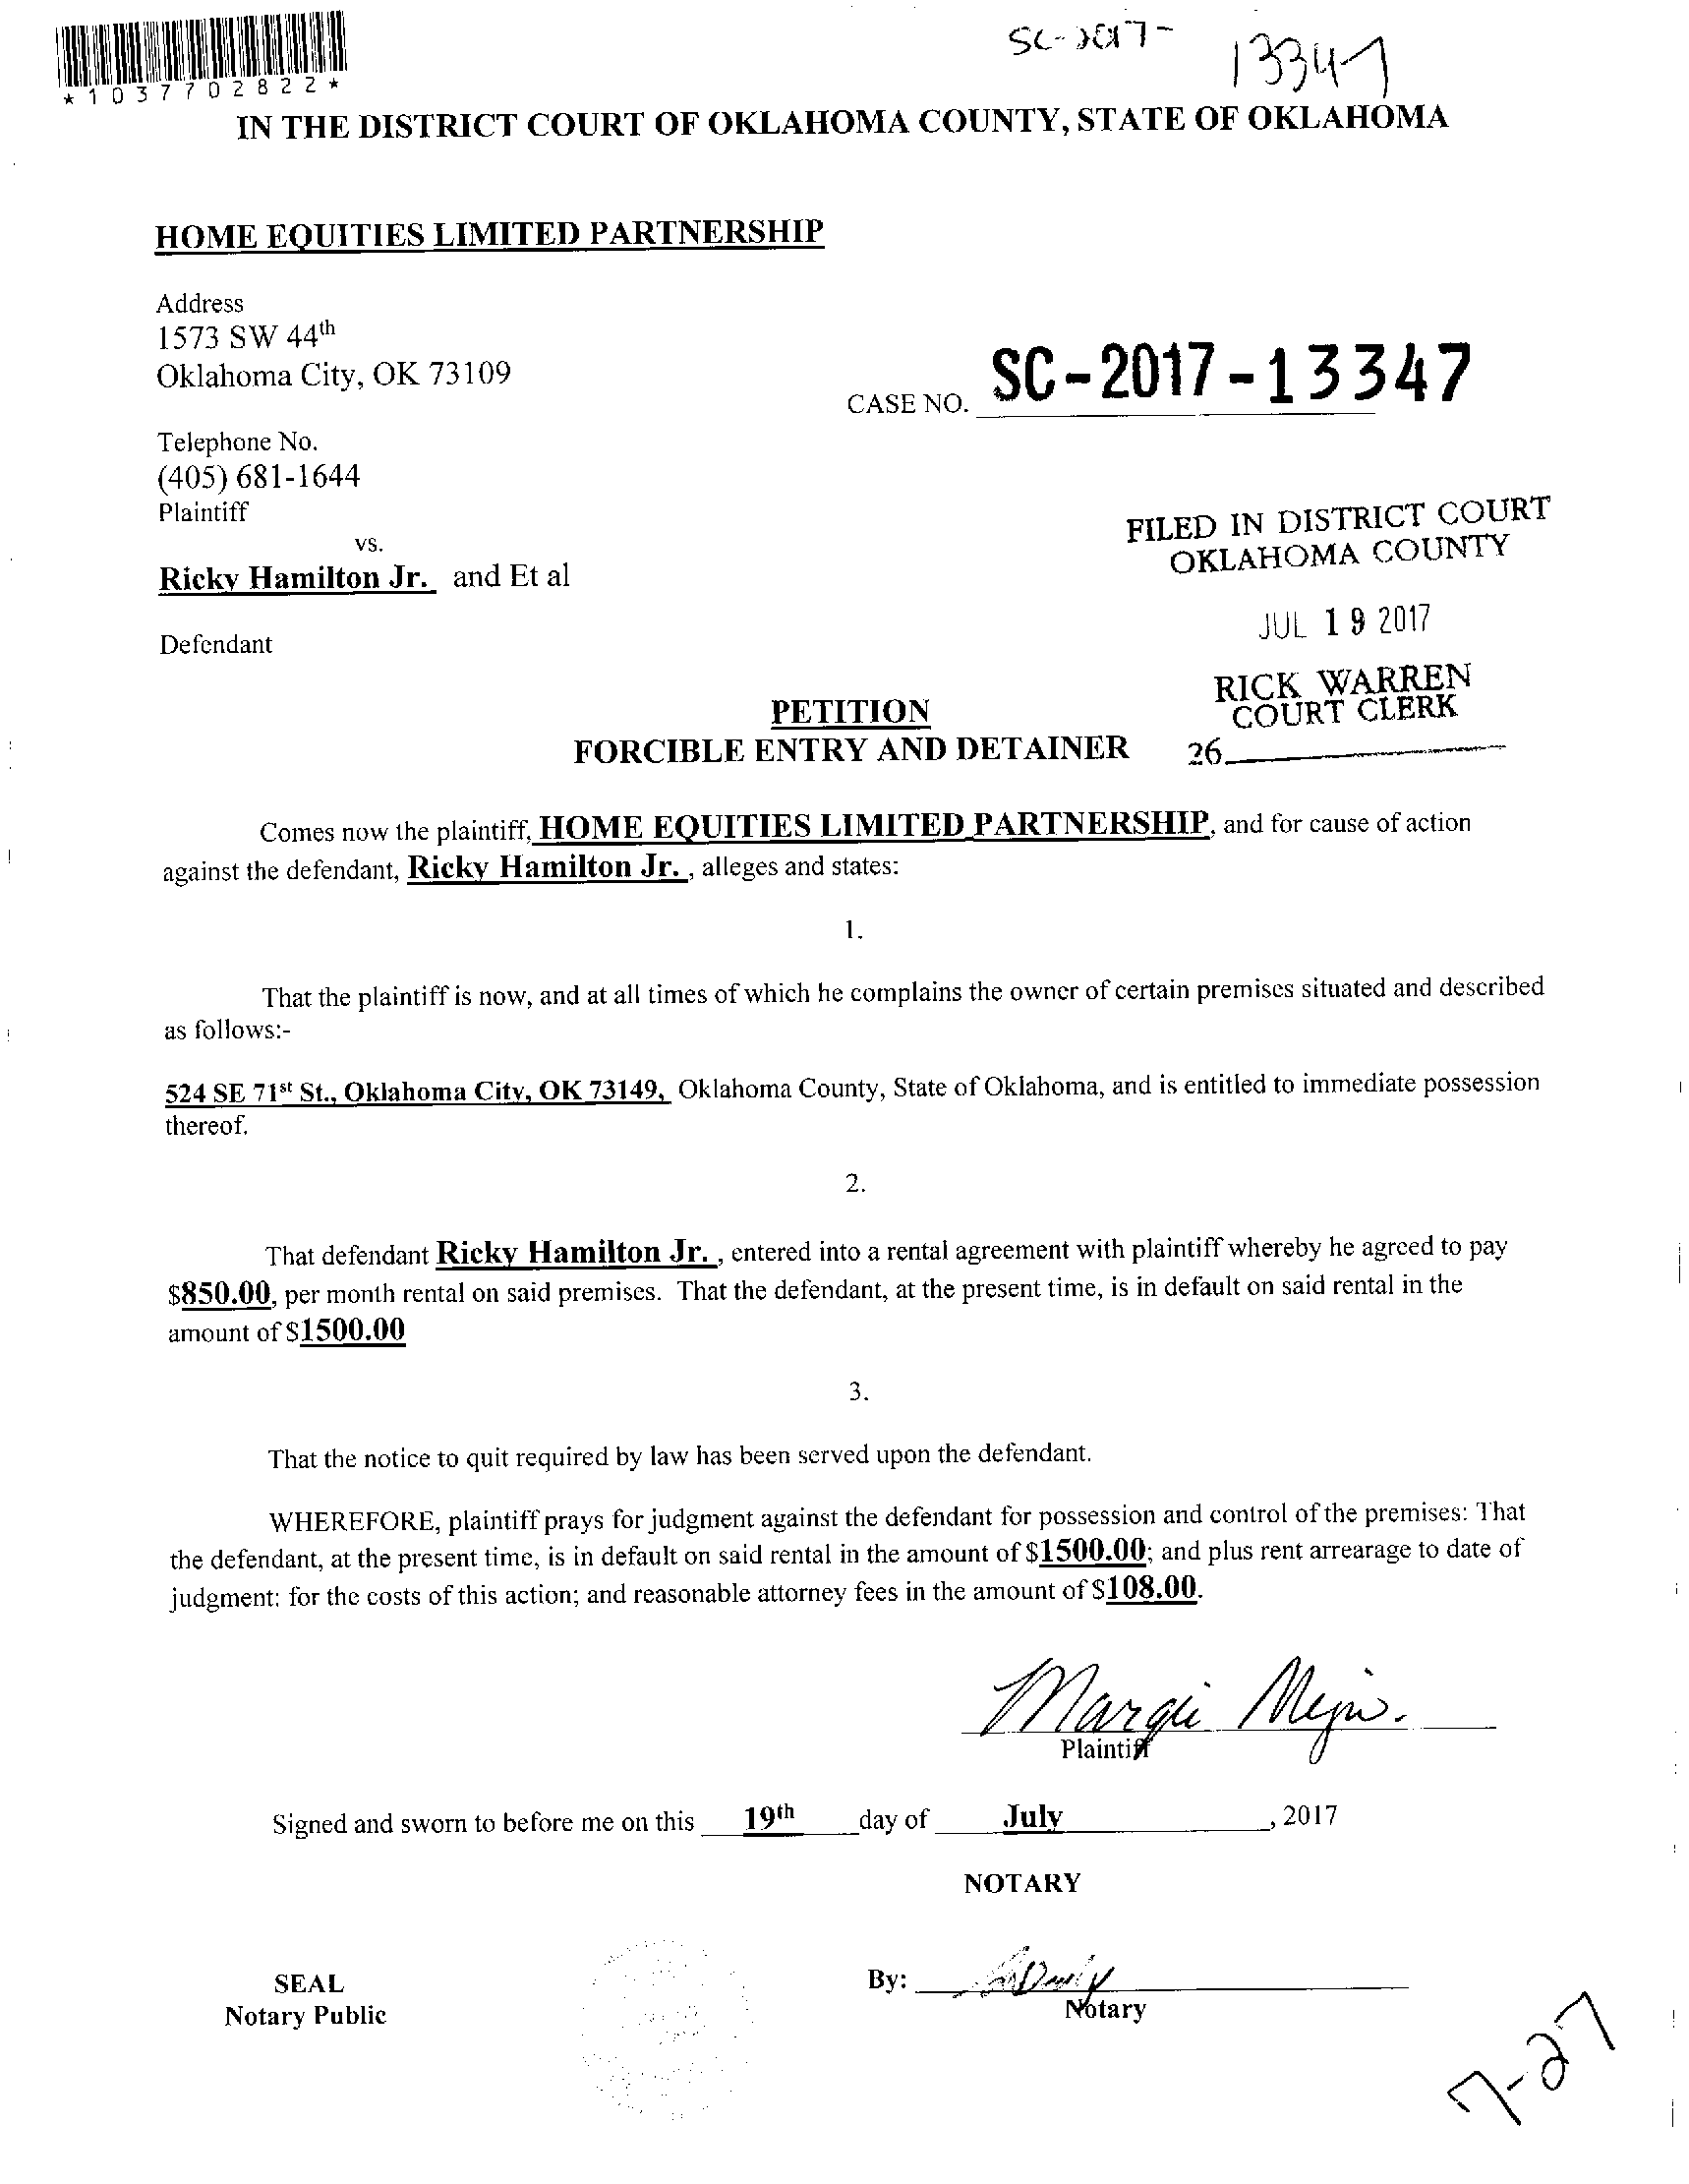 SC-2017-
13347
*1037702822*
IN THE DISTRICT COURT OF OKLAHOMA COUNTY, STATE OF OKLAHOMA
HOME EQUITIES LIMITED PARTNERSHIP
Address
1573 SW 44th
Oklahoma City, OK 73109
CASE NO. SC-2017-13347
Telephone No.
(405) 681-1644
Plaintiff
vs.
Ricky Hamilton Jr. and Et al
Defendant
FILED IN DISTRICT COURT
OKLAHOMA COUNTY
JUL 19 2017
RICK WARREN
COURT CLERK
26
PETITION
FORCIBLE ENTRY AND DETAINER
Comes now the plaintiff, HOME EQUITIES LIMITED PARTNERSHIP, and for cause of action
against the defendant, Ricky Hamilton Jr. , alleges and states:
1.
That the plaintiff is now, and at all times of which he complains the owner of certain premises situated and described
as follows:-
524 SE 71st St., Oklahoma City, OK 73149, Oklahoma County, State of Oklahoma, and is entitled to immediate possession
thereof.
2.
That defendant Ricky Hamilton Jr. , entered into a rental agreement with plaintiff whereby he agreed to pay
$850.00, per month rental on said premises. That the defendant, at the present time, is in default on said rental in the
amount of $1500.00
3.
That the notice to quit required by law has been served upon the defendant.
WHEREFORE, plaintiff prays for judgment against the defendant for possession and control of the premises: That
the defendant, at the present time, is in default on said rental in the amount of $1500.00; and plus rent arrearage to date of
judgment: for the costs of this action; and reasonable attorney fees in the amount of $108.00.
Margie
Plaintiff
Signed and sworn to before me on this 19th day of July, 2017
NOTARY
SEAL
Notary Public
By:
Notary
7-27